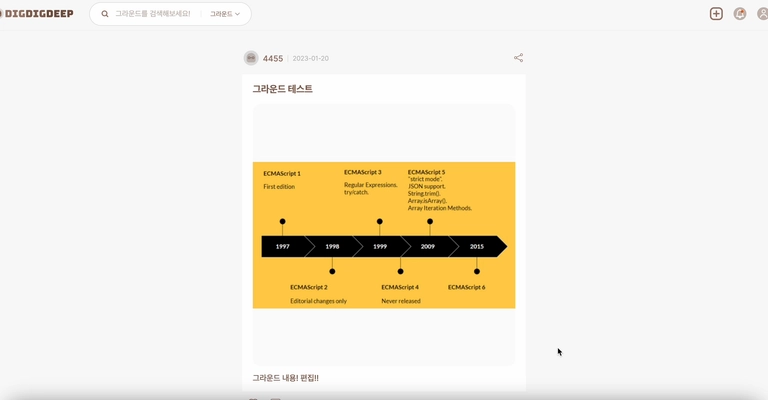 DIGDIGDEEP
그라운드를 검색해보세요!
그라운드
4455
2023-01-20
그라운드 테스트
ECMAScript 1
First edition
ECMAScript 3
Regular Expressions,
try/catch.
ECMAScript 5
"strict mode".
JSON support.
String.trim().
Array.isArray().
Array Iteration Methods.
1997
1998
1999
2009
2015
ECMAScript 2
Editorial changes only
ECMAScript 4
Never released
ECMAScript 6
그라운드 내용! 편집!!